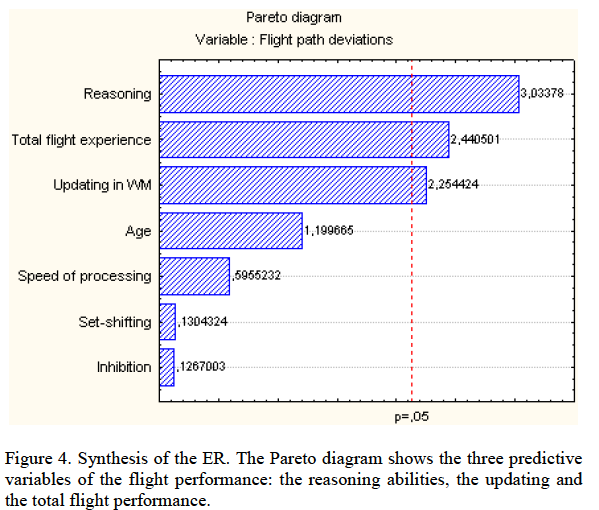 Pareto diagram
Variable : Flight path deviations
Reasoning
3,03378
Total flight experience
2,440501
Updating in WM
2,254424
Age
1,199665
Speed of processing
,5955232
Set-shifting
,1304324
Inhibition
,1267003
p=,05
Figure 4. Synthesis of the ER. The Pareto diagram shows the three predictive
variables of the flight performance: the reasoning abilities, the updating and
the total flight performance.